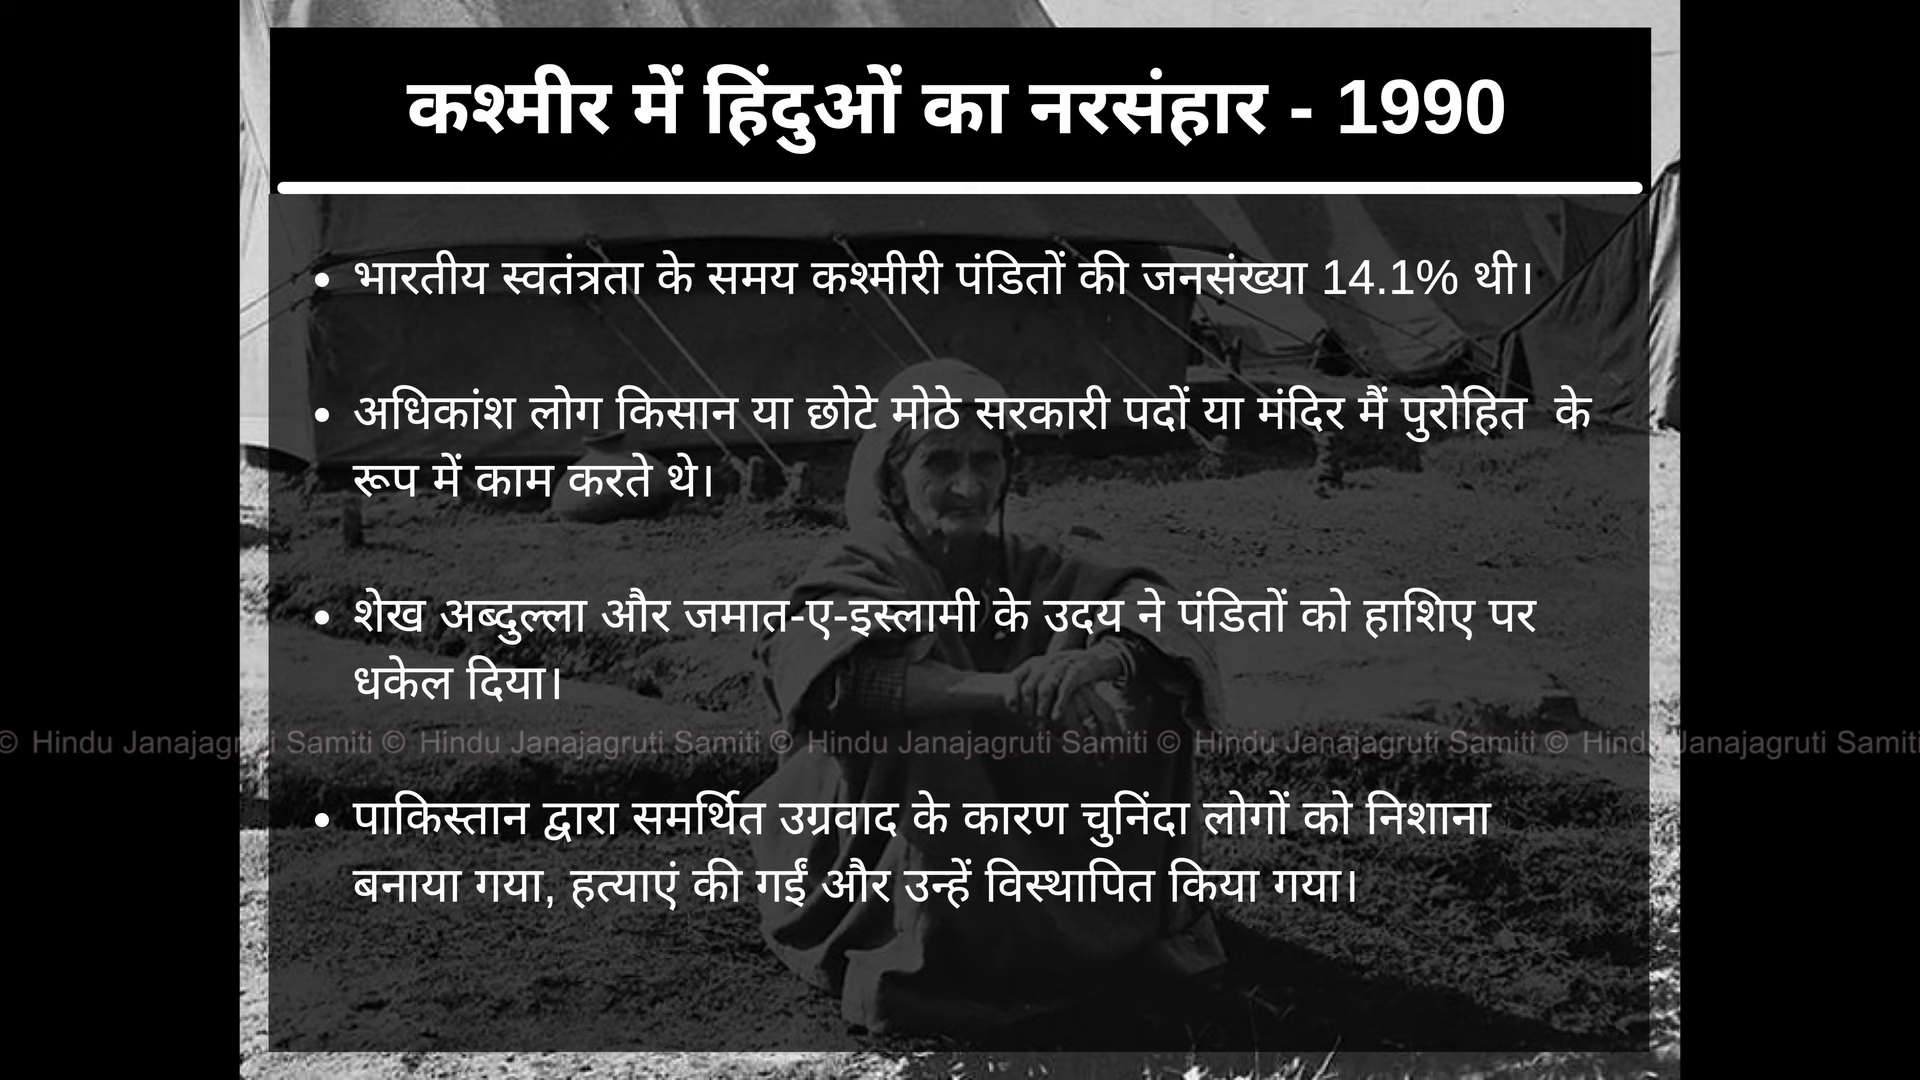 कश्मीर में हिंदुओं का नरसंहार - 1990
• भारतीय स्वतंत्रता के समय कश्मीरी पंडितों की जनसंख्या 14.1% थी।
• अधिकांश लोग किसान या छोटे मोठे सरकारी पदों या मंदिर मैं पुरोहित के
रूप में काम करते थे।
• शेख अब्दुल्ला और जमात-ए-इस्लामी के उदय ने पंडितों को हाशिए पर
धकेल दिया।
© Hindu Janajagruti Samiti © Hindu Janajagruti Samiti © Hindu Janajagruti Samiti © Hindu Janajagruti Samiti © Hindu Janajagruti Samiti
• पाकिस्तान द्वारा समर्थित उग्रवाद के कारण चुनिंदा लोगों को निशाना
बनाया गया, हत्याएं की गईं और उन्हें विस्थापित किया गया।